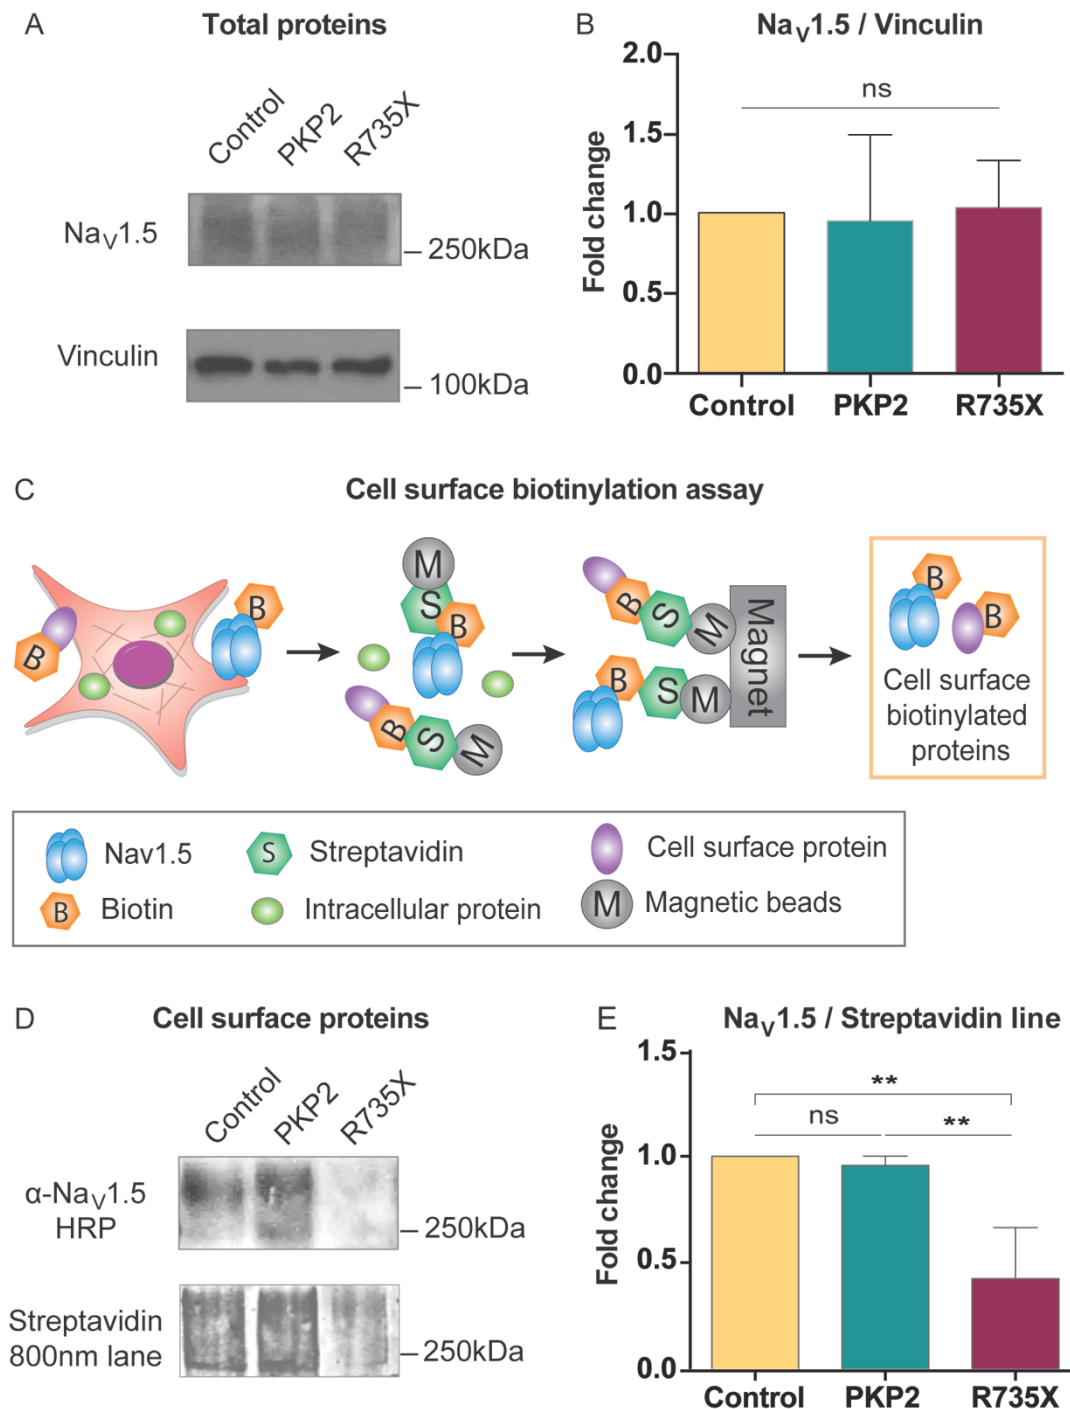 A
Total proteins
Control
PKP2
R735X
NaV1.5
250kDa
Vinculin
100kDa
B
NaV1.5 / Vinculin
Fold change
2.0
1.5
1.0
0.5
0.0
ns
Control
PKP2
R735X
C
Cell surface biotinylation assay
B
B
M
S
B
B
S
M
B
S
M
B
S
M
Magnet
B
B
Cell surface
biotinylated
proteins
Nav1.5
S
Streptavidin
Cell surface protein
B
Biotin
Intracellular protein
M
Magnetic beads
D
Cell surface proteins
Control
PKP2
R735X
α-NaV1.5
HRP
250kDa
Streptavidin
800nm lane
250kDa
E
NaV1.5 / Streptavidin line
Fold change
1.5
1.0
0.5
0.0
**
ns
**
Control
PKP2
R735X